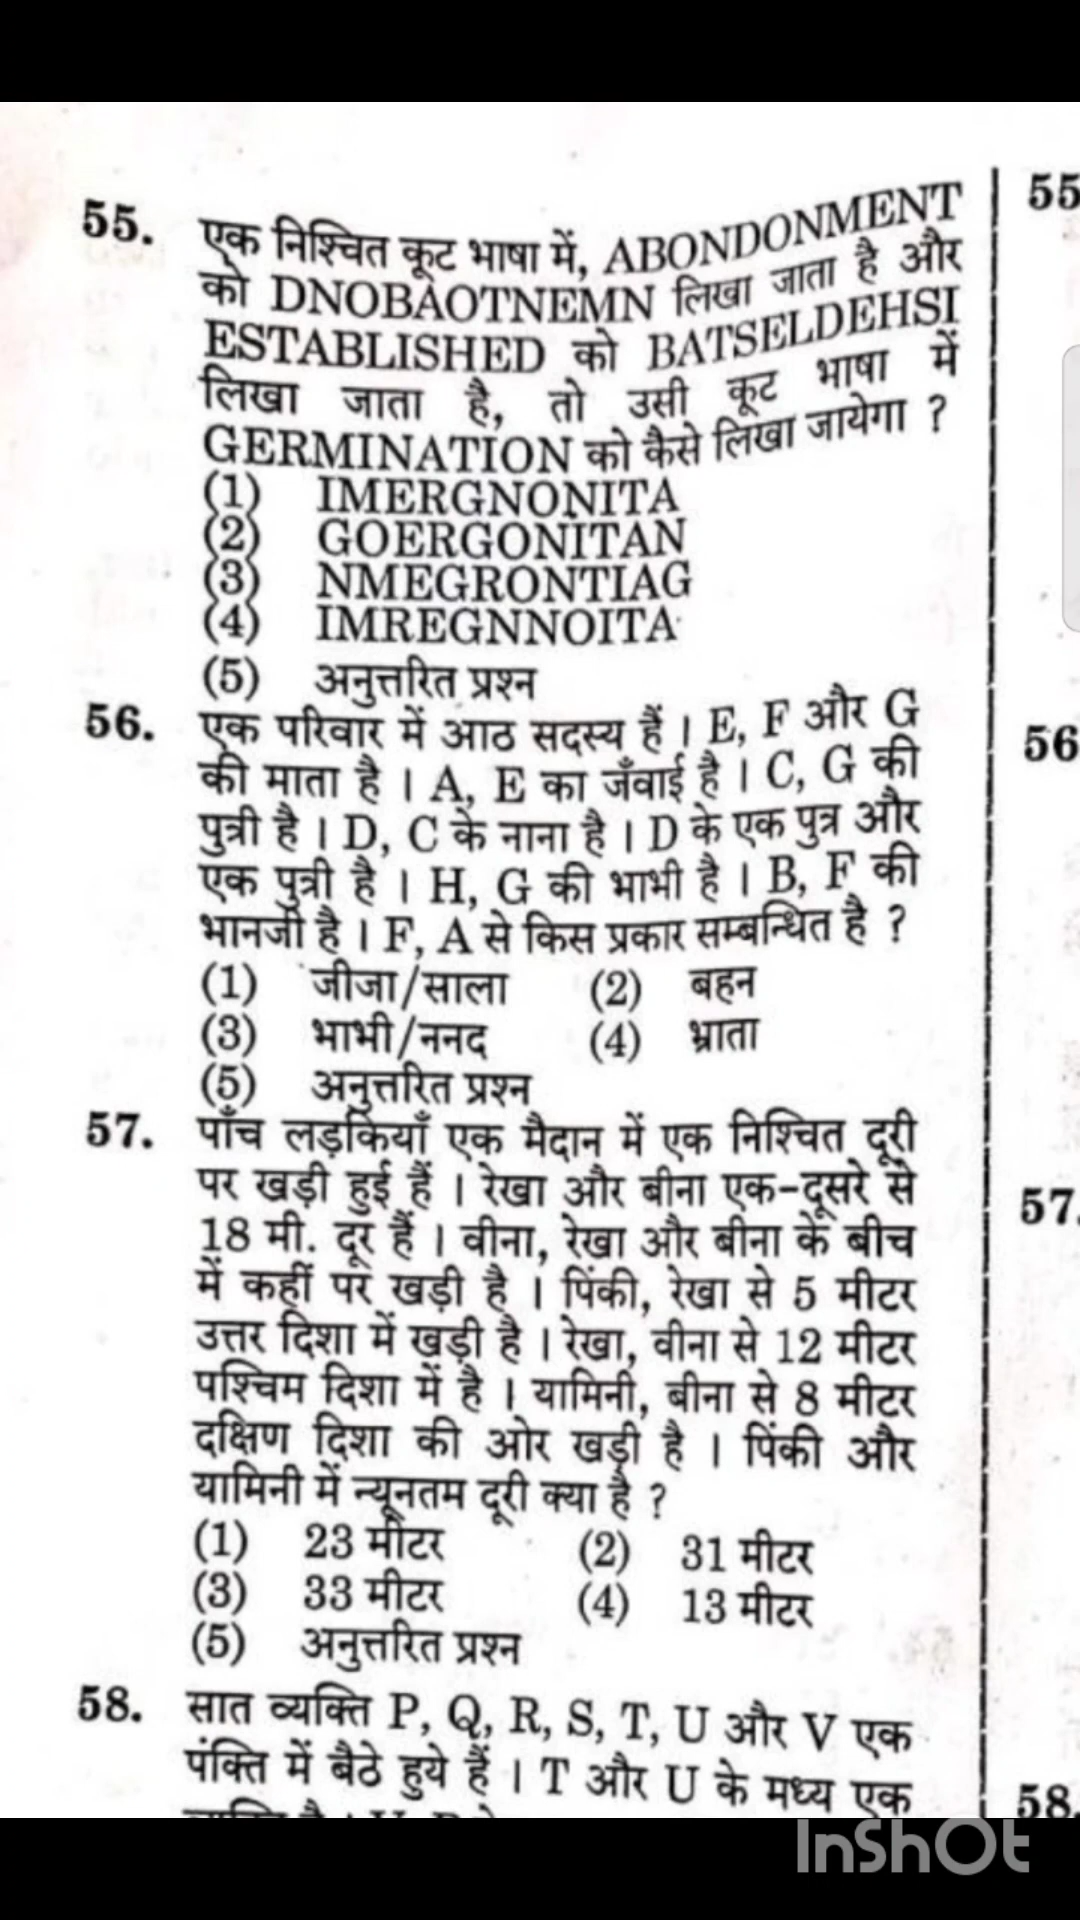 55. एक निश्चित कूट भाषा में, ABONDONMENT
को DNOBAOTNEMN लिखा जाता है और
ESTABLISHED को BATSELDEHSI
लिखा जाता है, तो उसी कूट भाषा में
GERMINATION को कैसे लिखा जायेगा ?
(1) IMERGNONITA
(2) GOERGONITAN
(3) NMEGRONTIAG
(4) IMREGNNOITA
(5) अनुत्तरित प्रश्न
56. एक परिवार में आठ सदस्य हैं । E, F और G
की माता है । A, E का जँवाई है । C, G की
पुत्री है । D, C के नाना है । D के एक पुत्र और
एक पुत्री है । H, G की भाभी है । B, F की
भानजी है । F, A से किस प्रकार सम्बन्धित है ?
(1) जीजा/साला (2) बहन
(3) भाभी/ननद (4) भ्राता
(5) अनुत्तरित प्रश्न
57. पाँच लड़कियाँ एक मैदान में एक निश्चित दूरी
पर खड़ी हुई हैं । रेखा और बीना एक-दूसरे से
18 मी. दूर हैं । वीना, रेखा और बीना के बीच
में कहीं पर खड़ी है । पिंकी, रेखा से 5 मीटर
उत्तर दिशा में खड़ी है । रेखा, वीना से 12 मीटर
पश्चिम दिशा में है । यामिनी, बीना से 8 मीटर
दक्षिण दिशा की ओर खड़ी है । पिंकी और
यामिनी में न्यूनतम दूरी क्या है ?
(1) 23 मीटर (2) 31 मीटर
(3) 33 मीटर (4) 13 मीटर
(5) अनुत्तरित प्रश्न
58. सात व्यक्ति P, Q, R, S, T, U और V एक
पंक्ति में बैठे हुये हैं । T और U के मध्य एक
55
56
57.
58.
InShOt